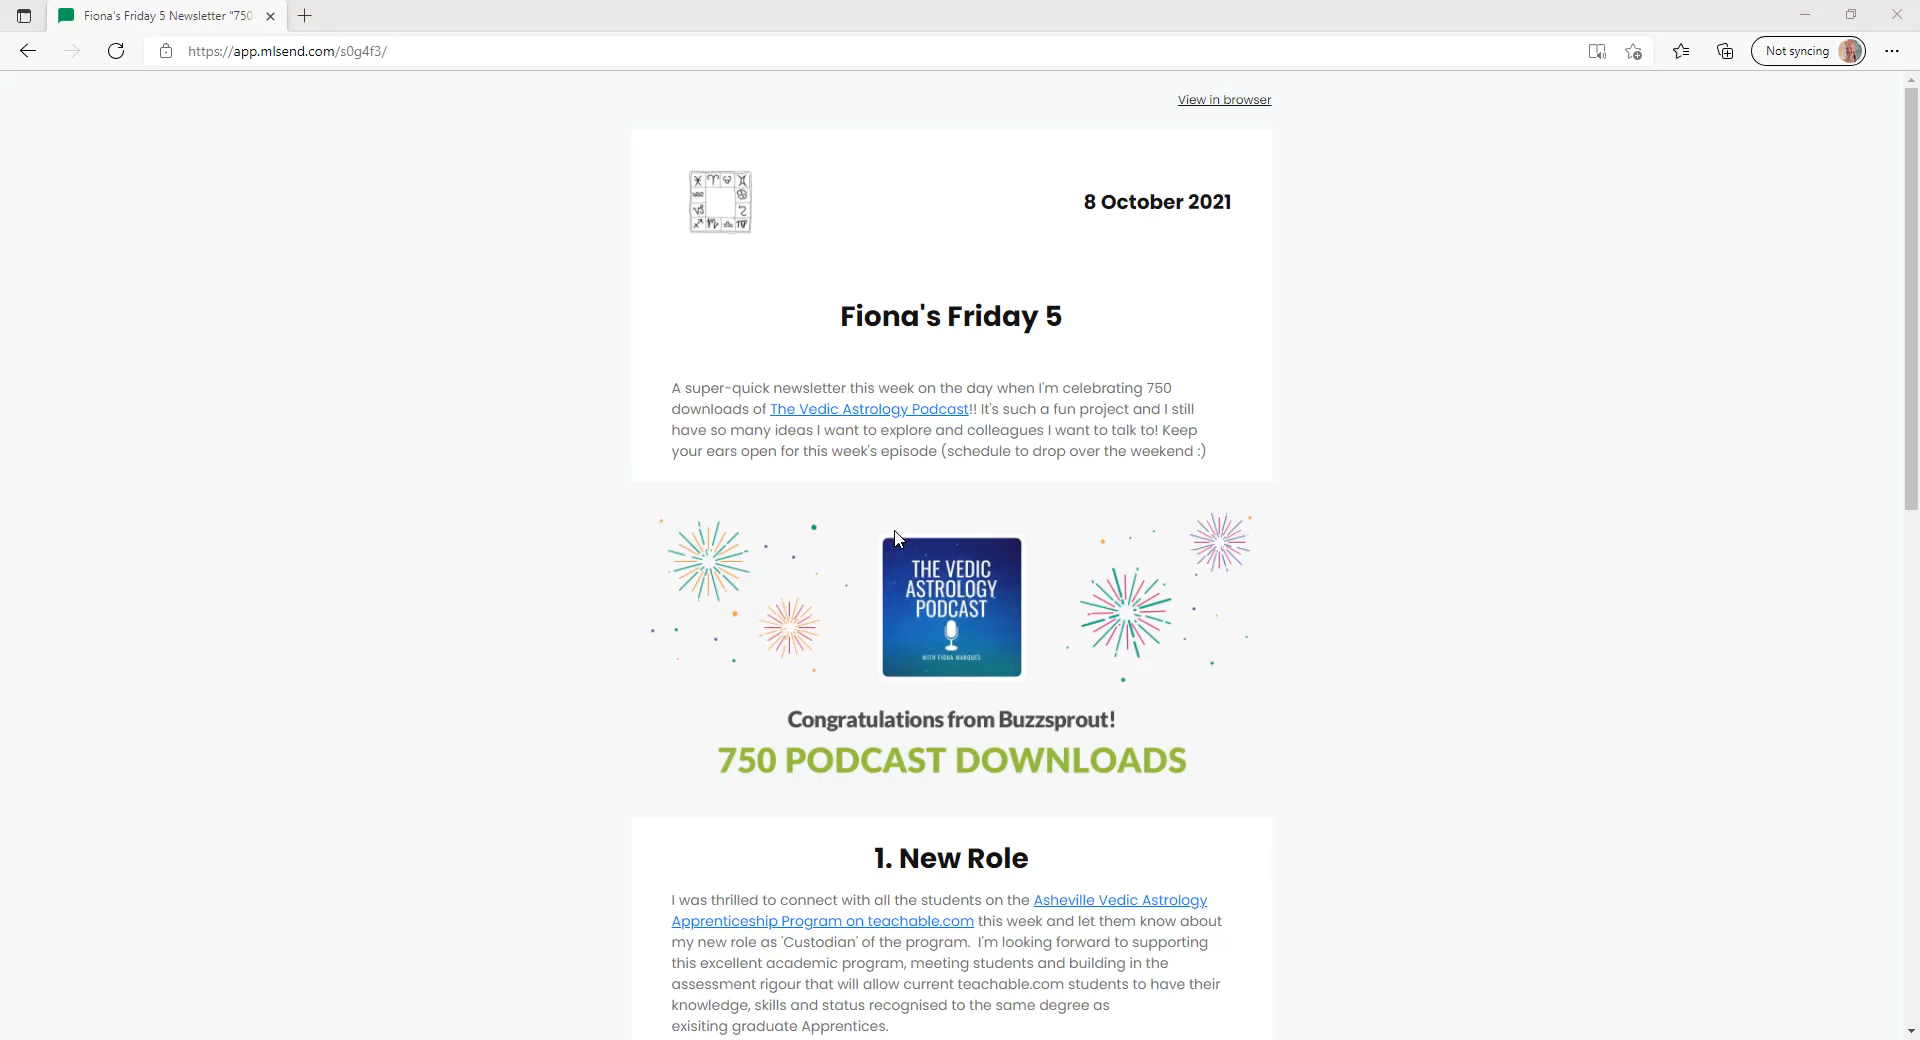 Fiona's Friday 5 Newsletter "750
https://app.mlsend.com/s0g4f3/
Not syncing
View in browser
8 October 2021
Fiona's Friday 5
A super-quick newsletter this week on the day when I'm celebrating 750
downloads of The Vedic Astrology Podcast!! It's such a fun project and I still
have so many ideas I want to explore and colleagues I want to talk to! Keep
your ears open for this week's episode (schedule to drop over the weekend :)
THE VEDIC
ASTROLOGY
PODCAST
WITH FIONA MARQUES
Congratulations from Buzzsprout!
750 PODCAST DOWNLOADS
1. New Role
I was thrilled to connect with all the students on the Asheville Vedic Astrology
Apprenticeship Program on teachable.com this week and let them know about
my new role as 'Custodian' of the program.  I'm looking forward to supporting
this excellent academic program, meeting students and building in the
assessment rigour that will allow current teachable.com students to have their
knowledge, skills and status recognised to the same degree as
exisiting graduate Apprentices.